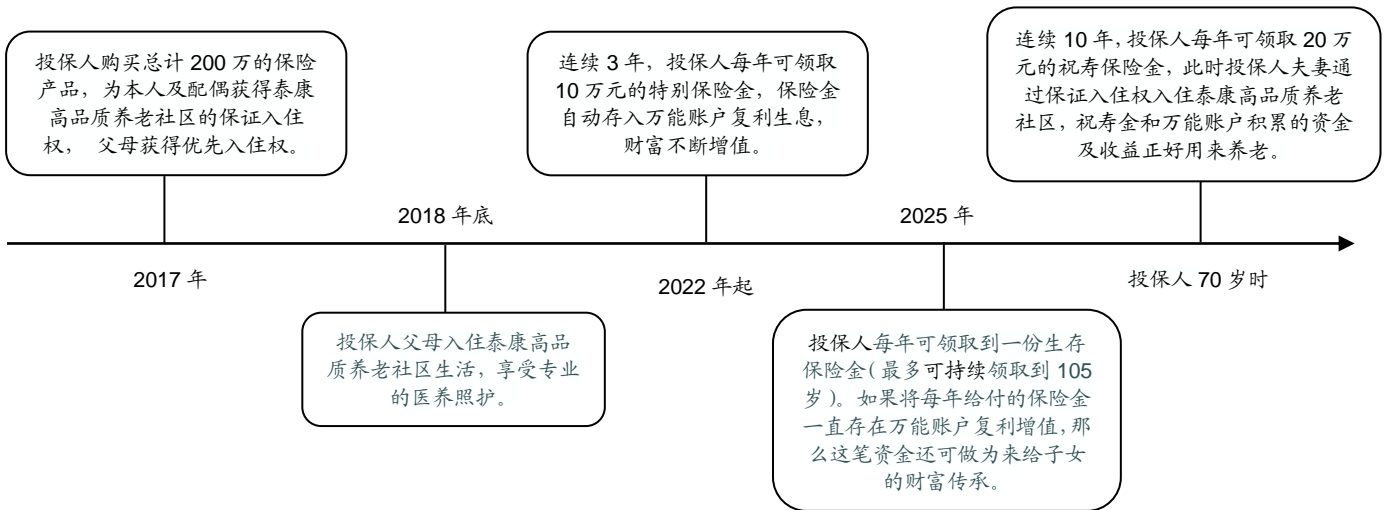 投保人购买总计 200 万的保险
产品，为本人及配偶获得泰康
高品质养老社区的保证入住
权， 父母获得优先入住权。
连续 3 年，投保人每年可领取
10 万元的特别保险金，保险金
自动存入万能账户复利生息，
财富不断增值。
连续 10 年，投保人每年可领取 20 万
元的祝寿保险金，此时投保人夫妻通
过保证入住权入住泰康高品质养老
社区，祝寿金和万能账户积累的资金
及收益正好用来养老。
2018 年底
2025 年
2017 年
2022 年起
投保人 70 岁时
投保人父母入住泰康高品
质养老社区生活，享受专业
的医养照护。
投保人每年可领取到一份生存
保险金（最多可持续领取到 105
岁）。如果将每年给付的保险金
一直存在万能账户复利增值，那
么这笔资金还可做为来给子女
的财富传承。